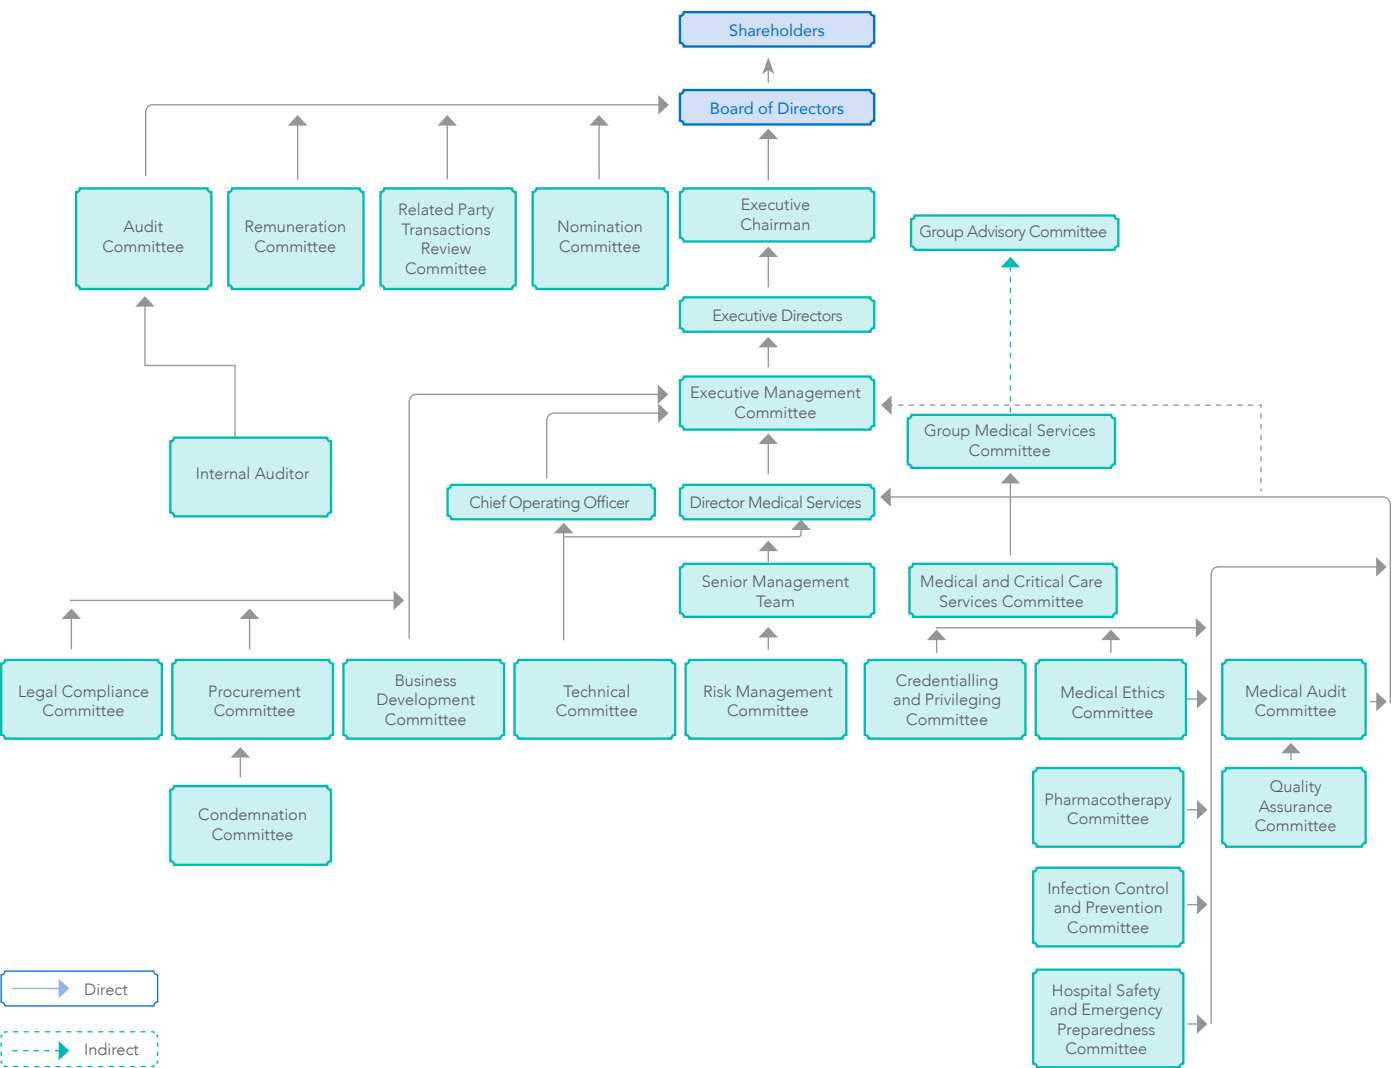 Shareholders
Board of Directors
Audit
Committee
Remuneration
Committee
Related Party
Transactions
Review
Committee
Nomination
Committee
Executive
Chairman
Group Advisory Committee
Executive Directors
Executive Management
Committee
Group Medical Services
Committee
Internal Auditor
Chief Operating Officer
Director Medical Services
Senior Management
Team
Medical and Critical Care
Services Committee
Legal Compliance
Committee
Procurement
Committee
Business
Development
Committee
Technical
Committee
Risk Management
Committee
Credentialling
and Privileging
Committee
Medical Ethics
Committee
Medical Audit
Committee
Condemnation
Committee
Pharmacotherapy
Committee
Quality
Assurance
Committee
Infection Control
and Prevention
Committee
Hospital Safety
and Emergency
Preparedness
Committee
Direct
Indirect